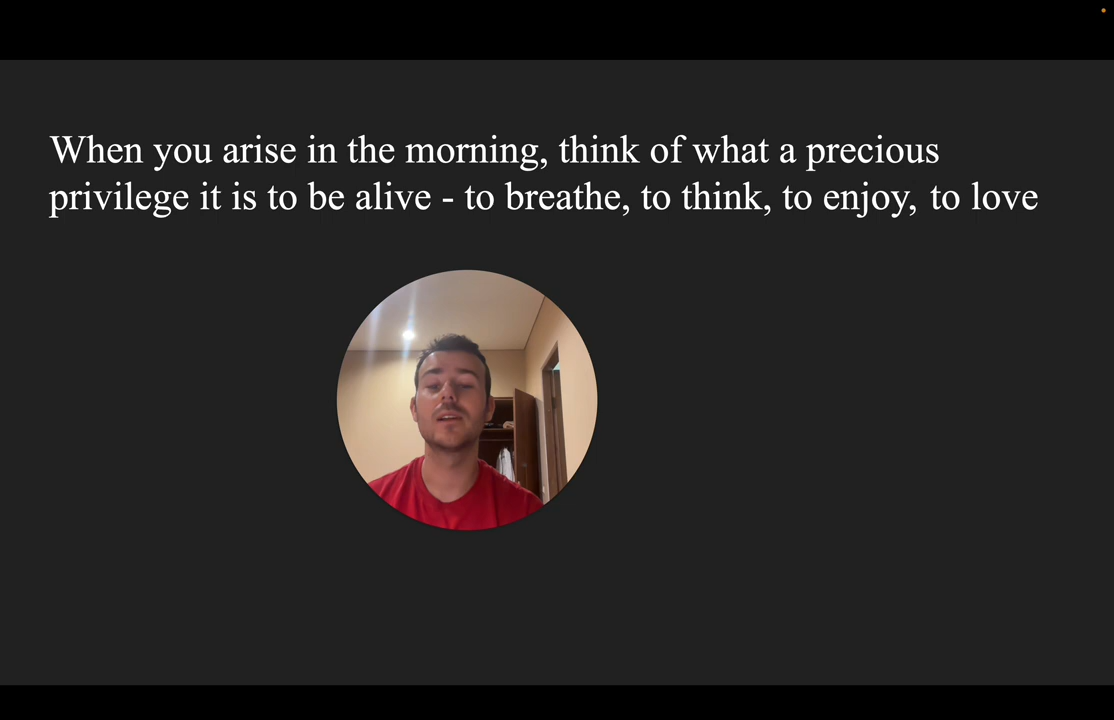 When you arise in the morning, think of what a precious
privilege it is to be alive - to breathe, to think, to enjoy, to love